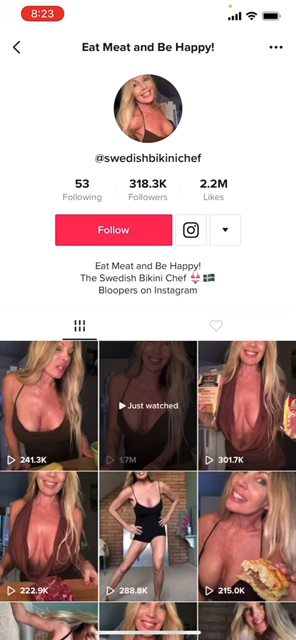 8:23
Eat Meat and Be Happy!
@swedishbikinichef
53 318.3K 2.2M
Following Followers Likes
Follow
Eat Meat and Be Happy!
The Swedish Bikini Chef 👙 🇸🇪
Bloopers on Instagram
Just watched
241.3K 1.7M 301.7K
222.9K 288.8K 215.0K